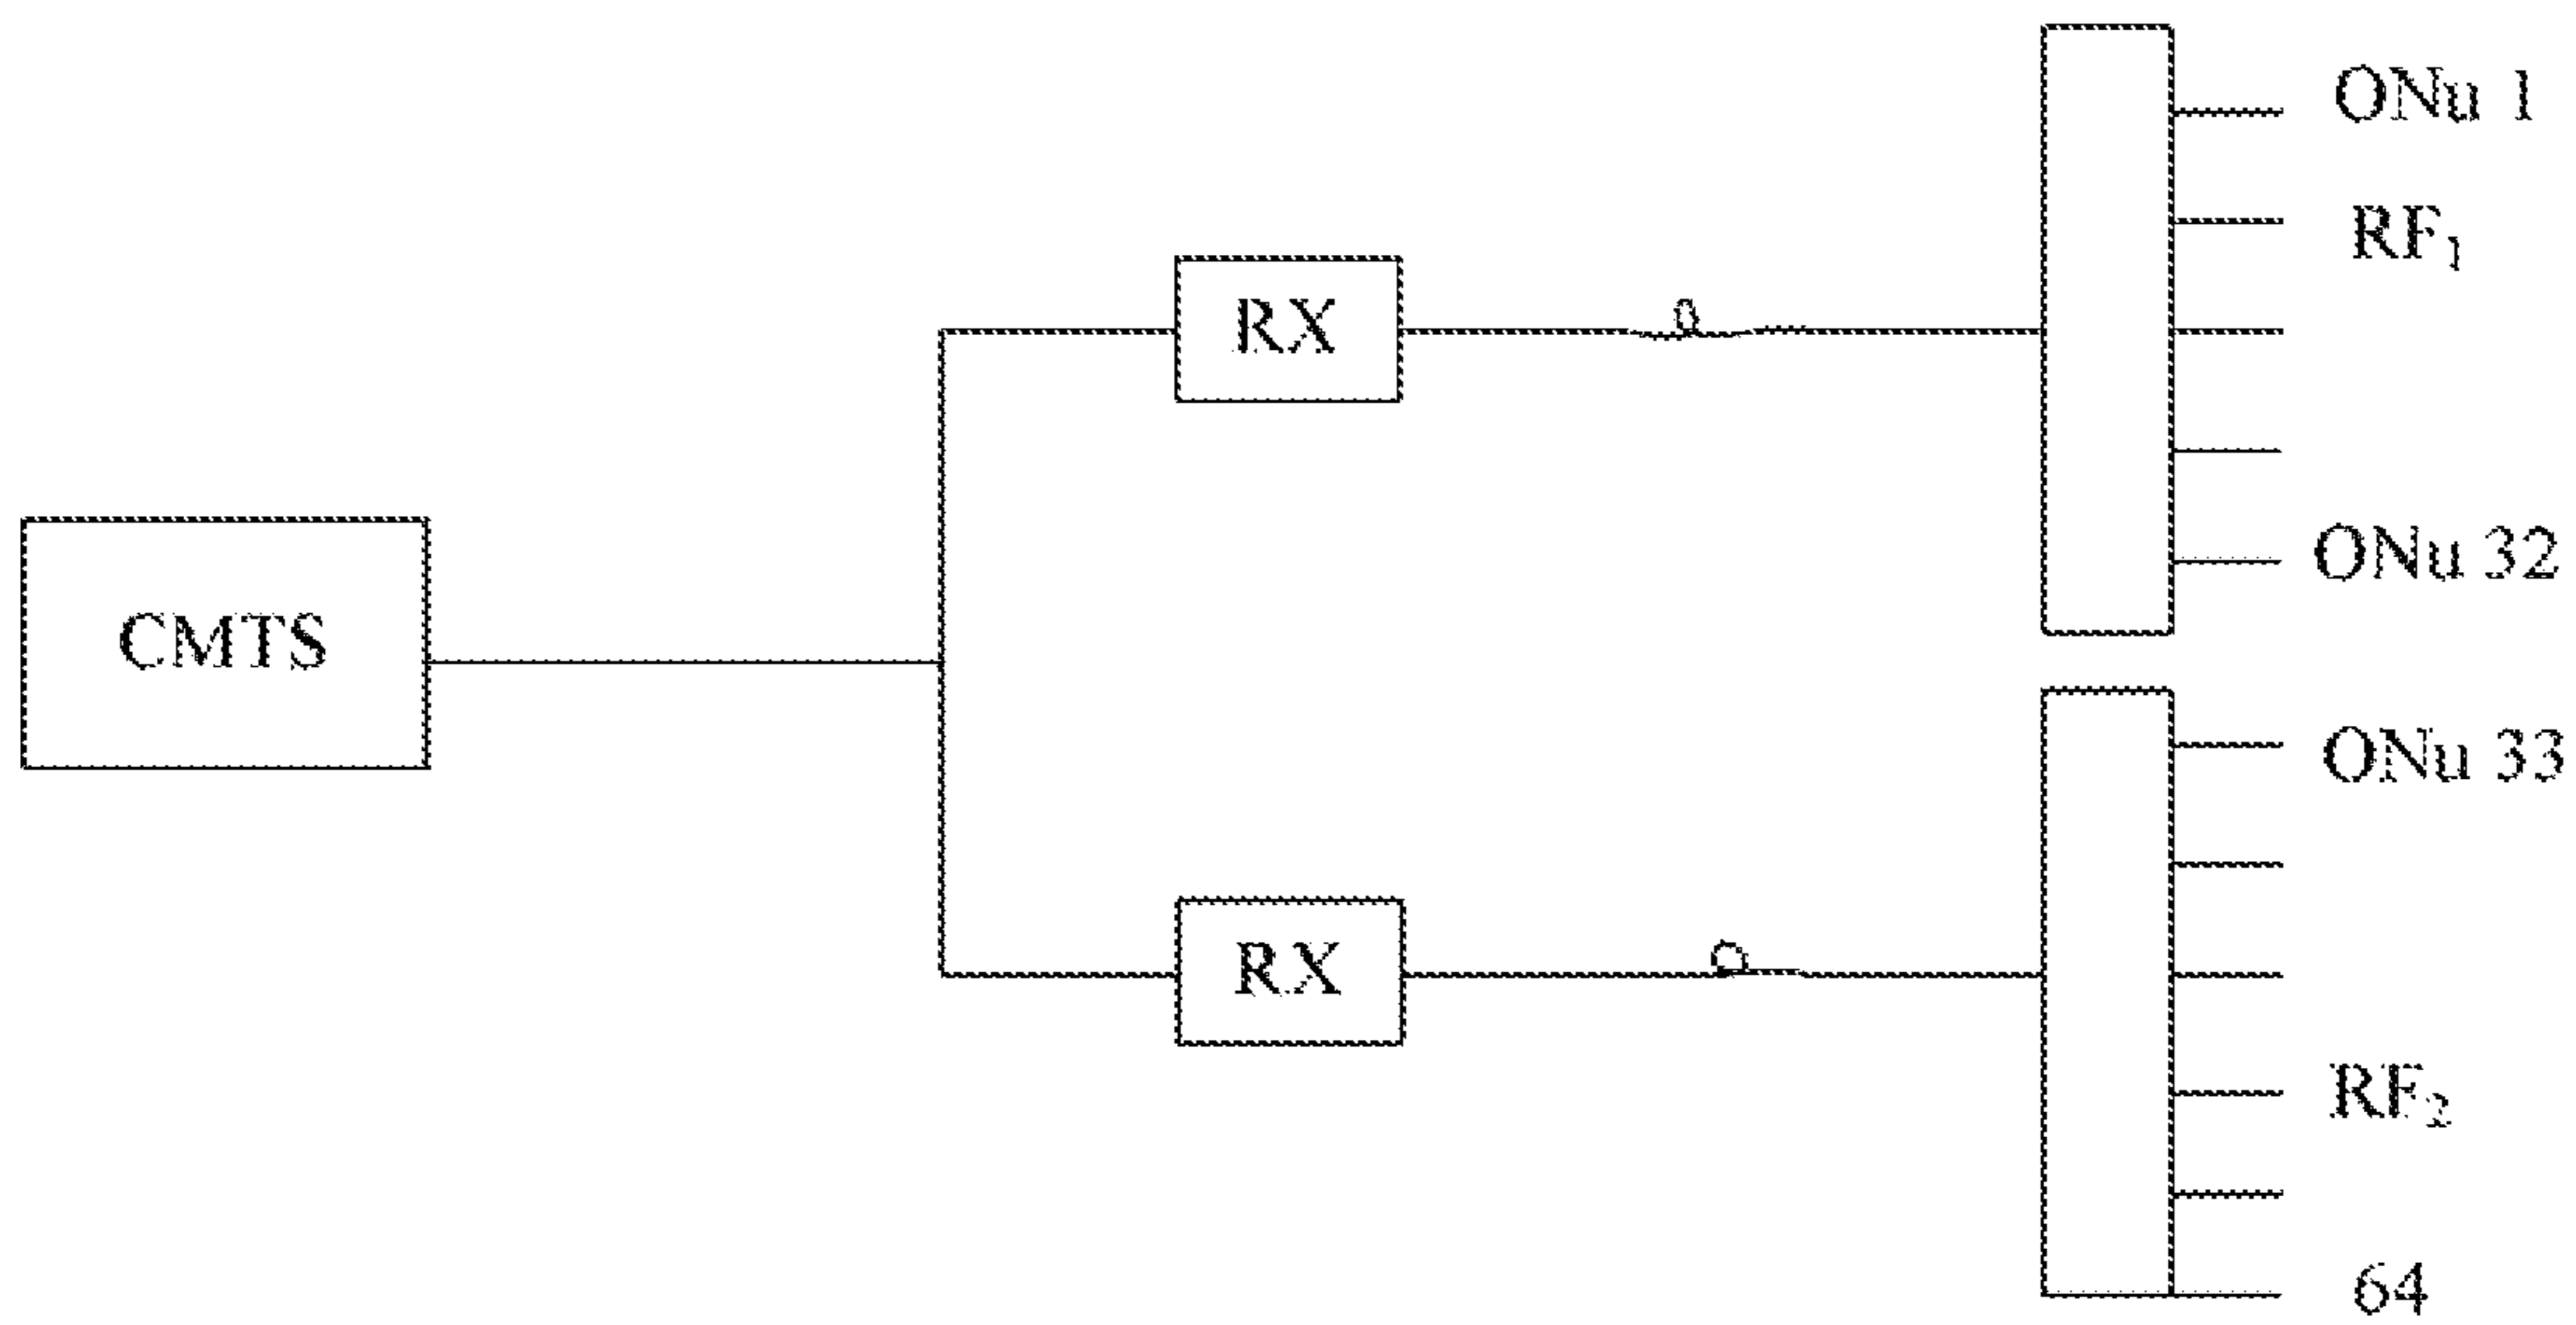 ONu 1
RF₁
RX
ONu 32
CMTS
ONu 33
RX
RF₂
64